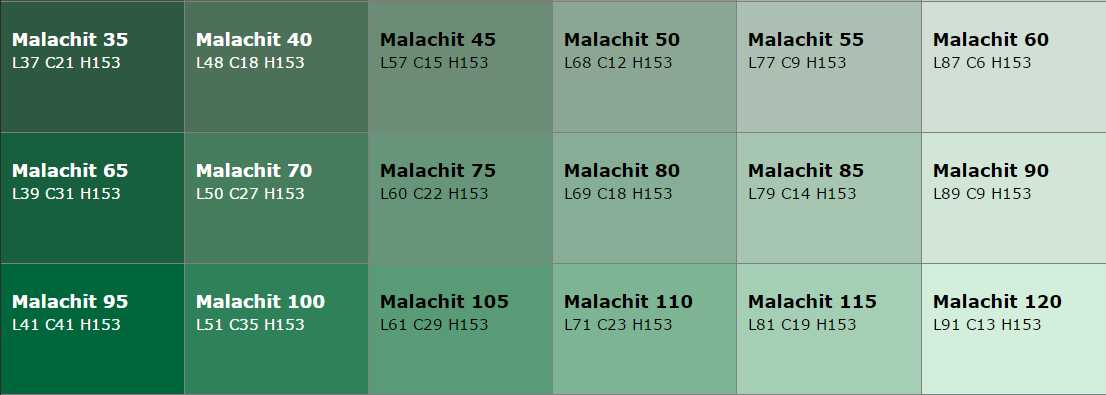 Malachit 35
L37 C21 H153
Malachit 40
L48 C18 H153
Malachit 45
L57 C15 H153
Malachit 50
L68 C12 H153
Malachit 55
L77 C9 H153
Malachit 60
L87 C6 H153
Malachit 65
L39 C31 H153
Malachit 70
L50 C27 H153
Malachit 75
L60 C22 H153
Malachit 80
L69 C18 H153
Malachit 85
L79 C14 H153
Malachit 90
L89 C9 H153
Malachit 95
L41 C41 H153
Malachit 100
L51 C35 H153
Malachit 105
L61 C29 H153
Malachit 110
L71 C23 H153
Malachit 115
L81 C19 H153
Malachit 120
L91 C13 H153